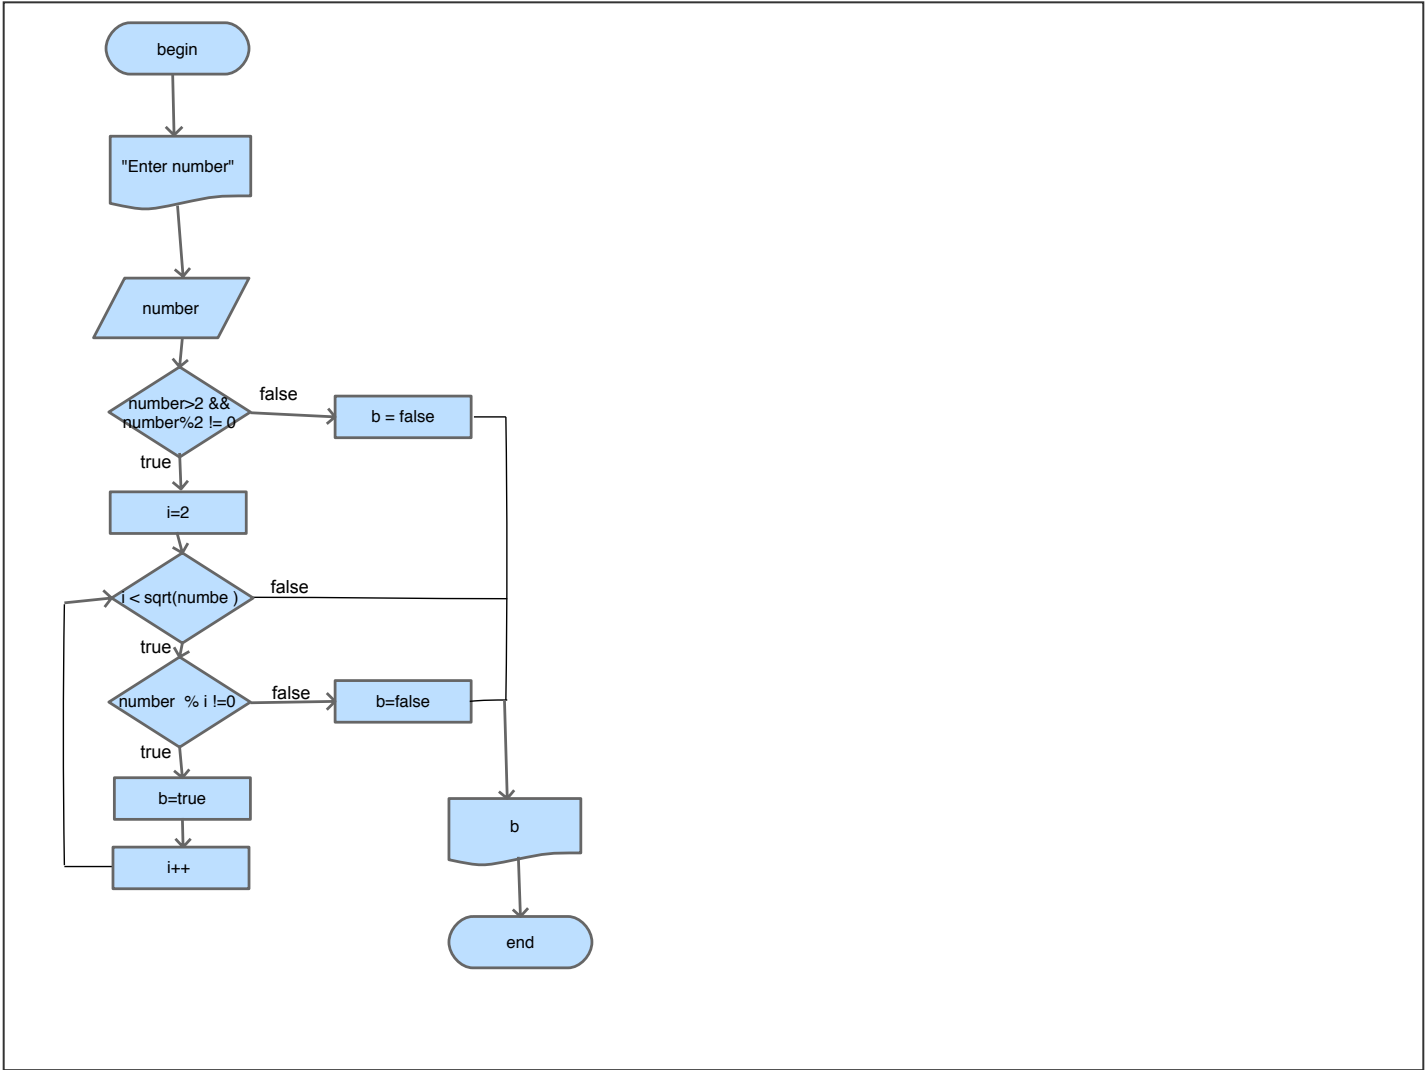 begin
"Enter number"
number
number>2 &&
number%2 != 0
false
b = false
true
i=2
i < sqrt(numbe )
false
true
number  % i !=0
false
b=false
true
b=true
b
i++
end